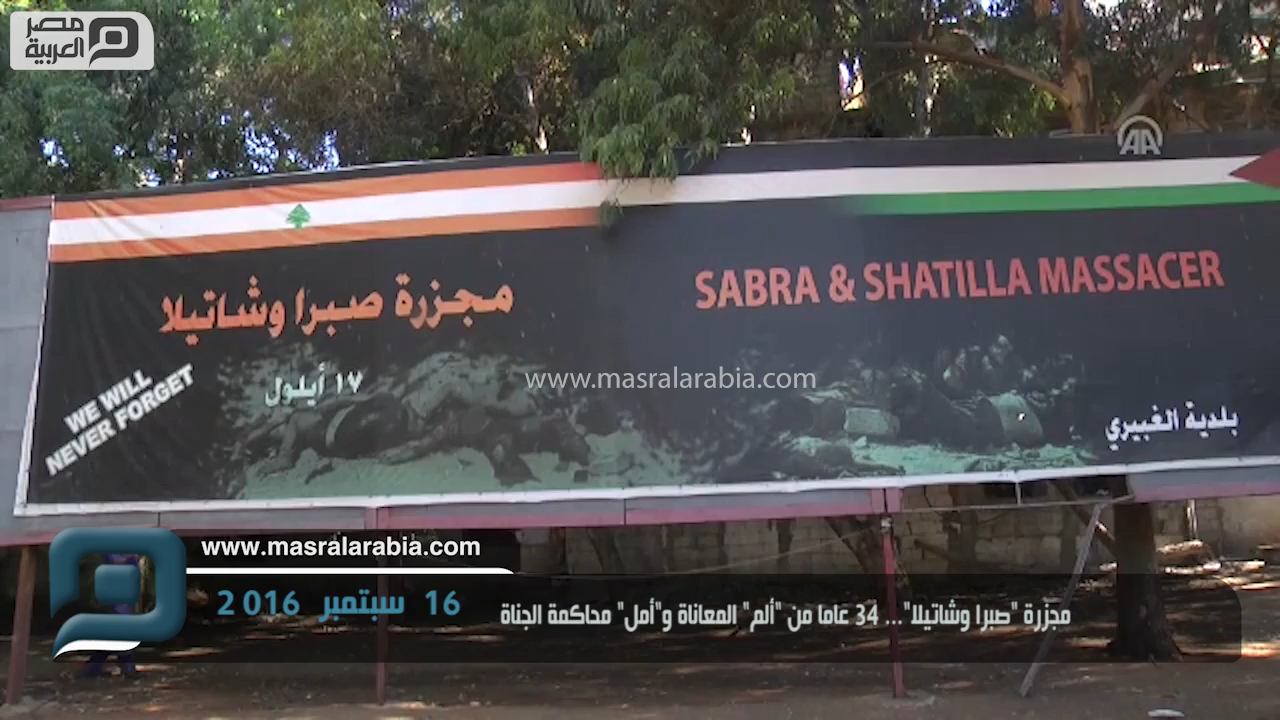 مصر
العربية
AA
مجزرة صبرا وشاتيلا
SABRA & SHATILLA MASSACER
WE WILL
NEVER FORGET
١٧ أيلول
www.masralarabia.com
بلدية الغبيري
www.masralarabia.com
16 سبتمبر 2016
مجزرة "صبرا وشاتيلا"... 34 عاما من "ألم" المعاناة و"أمل" محاكمة الجناة